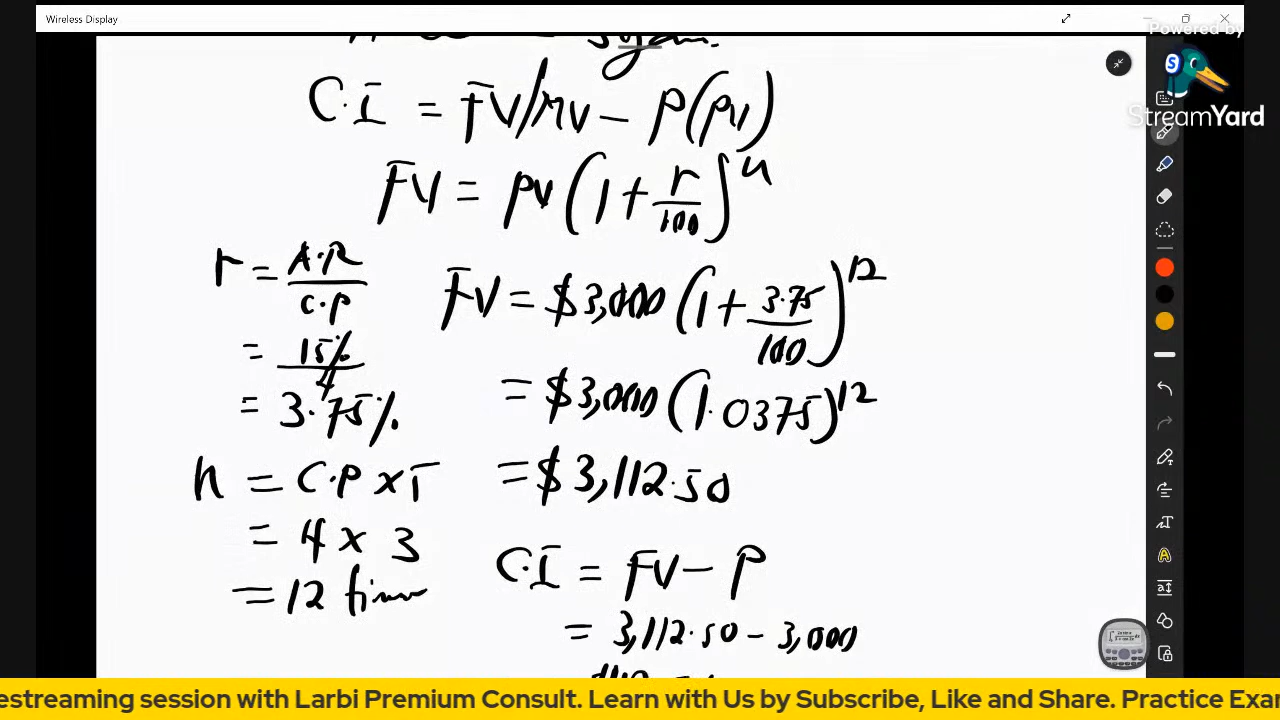 Wireless Display
Powered by
StreamYard
C.I = FV/MV - P(PV)
FV = PV (1 + r/100)^n
r = A.R/C.P
= 15%/4
= 3.75%
n = C.P x T
= 4 x 3
= 12 times
FV = $3,000 (1 + 3.75/100)^12
= $3,000 (1.0375)^12
= $3,112.50
C.I = FV - P
= 3,112.50 - 3,000
estreaming session with Larbi Premium Consult. Learn with Us by Subscribe, Like and Share. Practice Exa